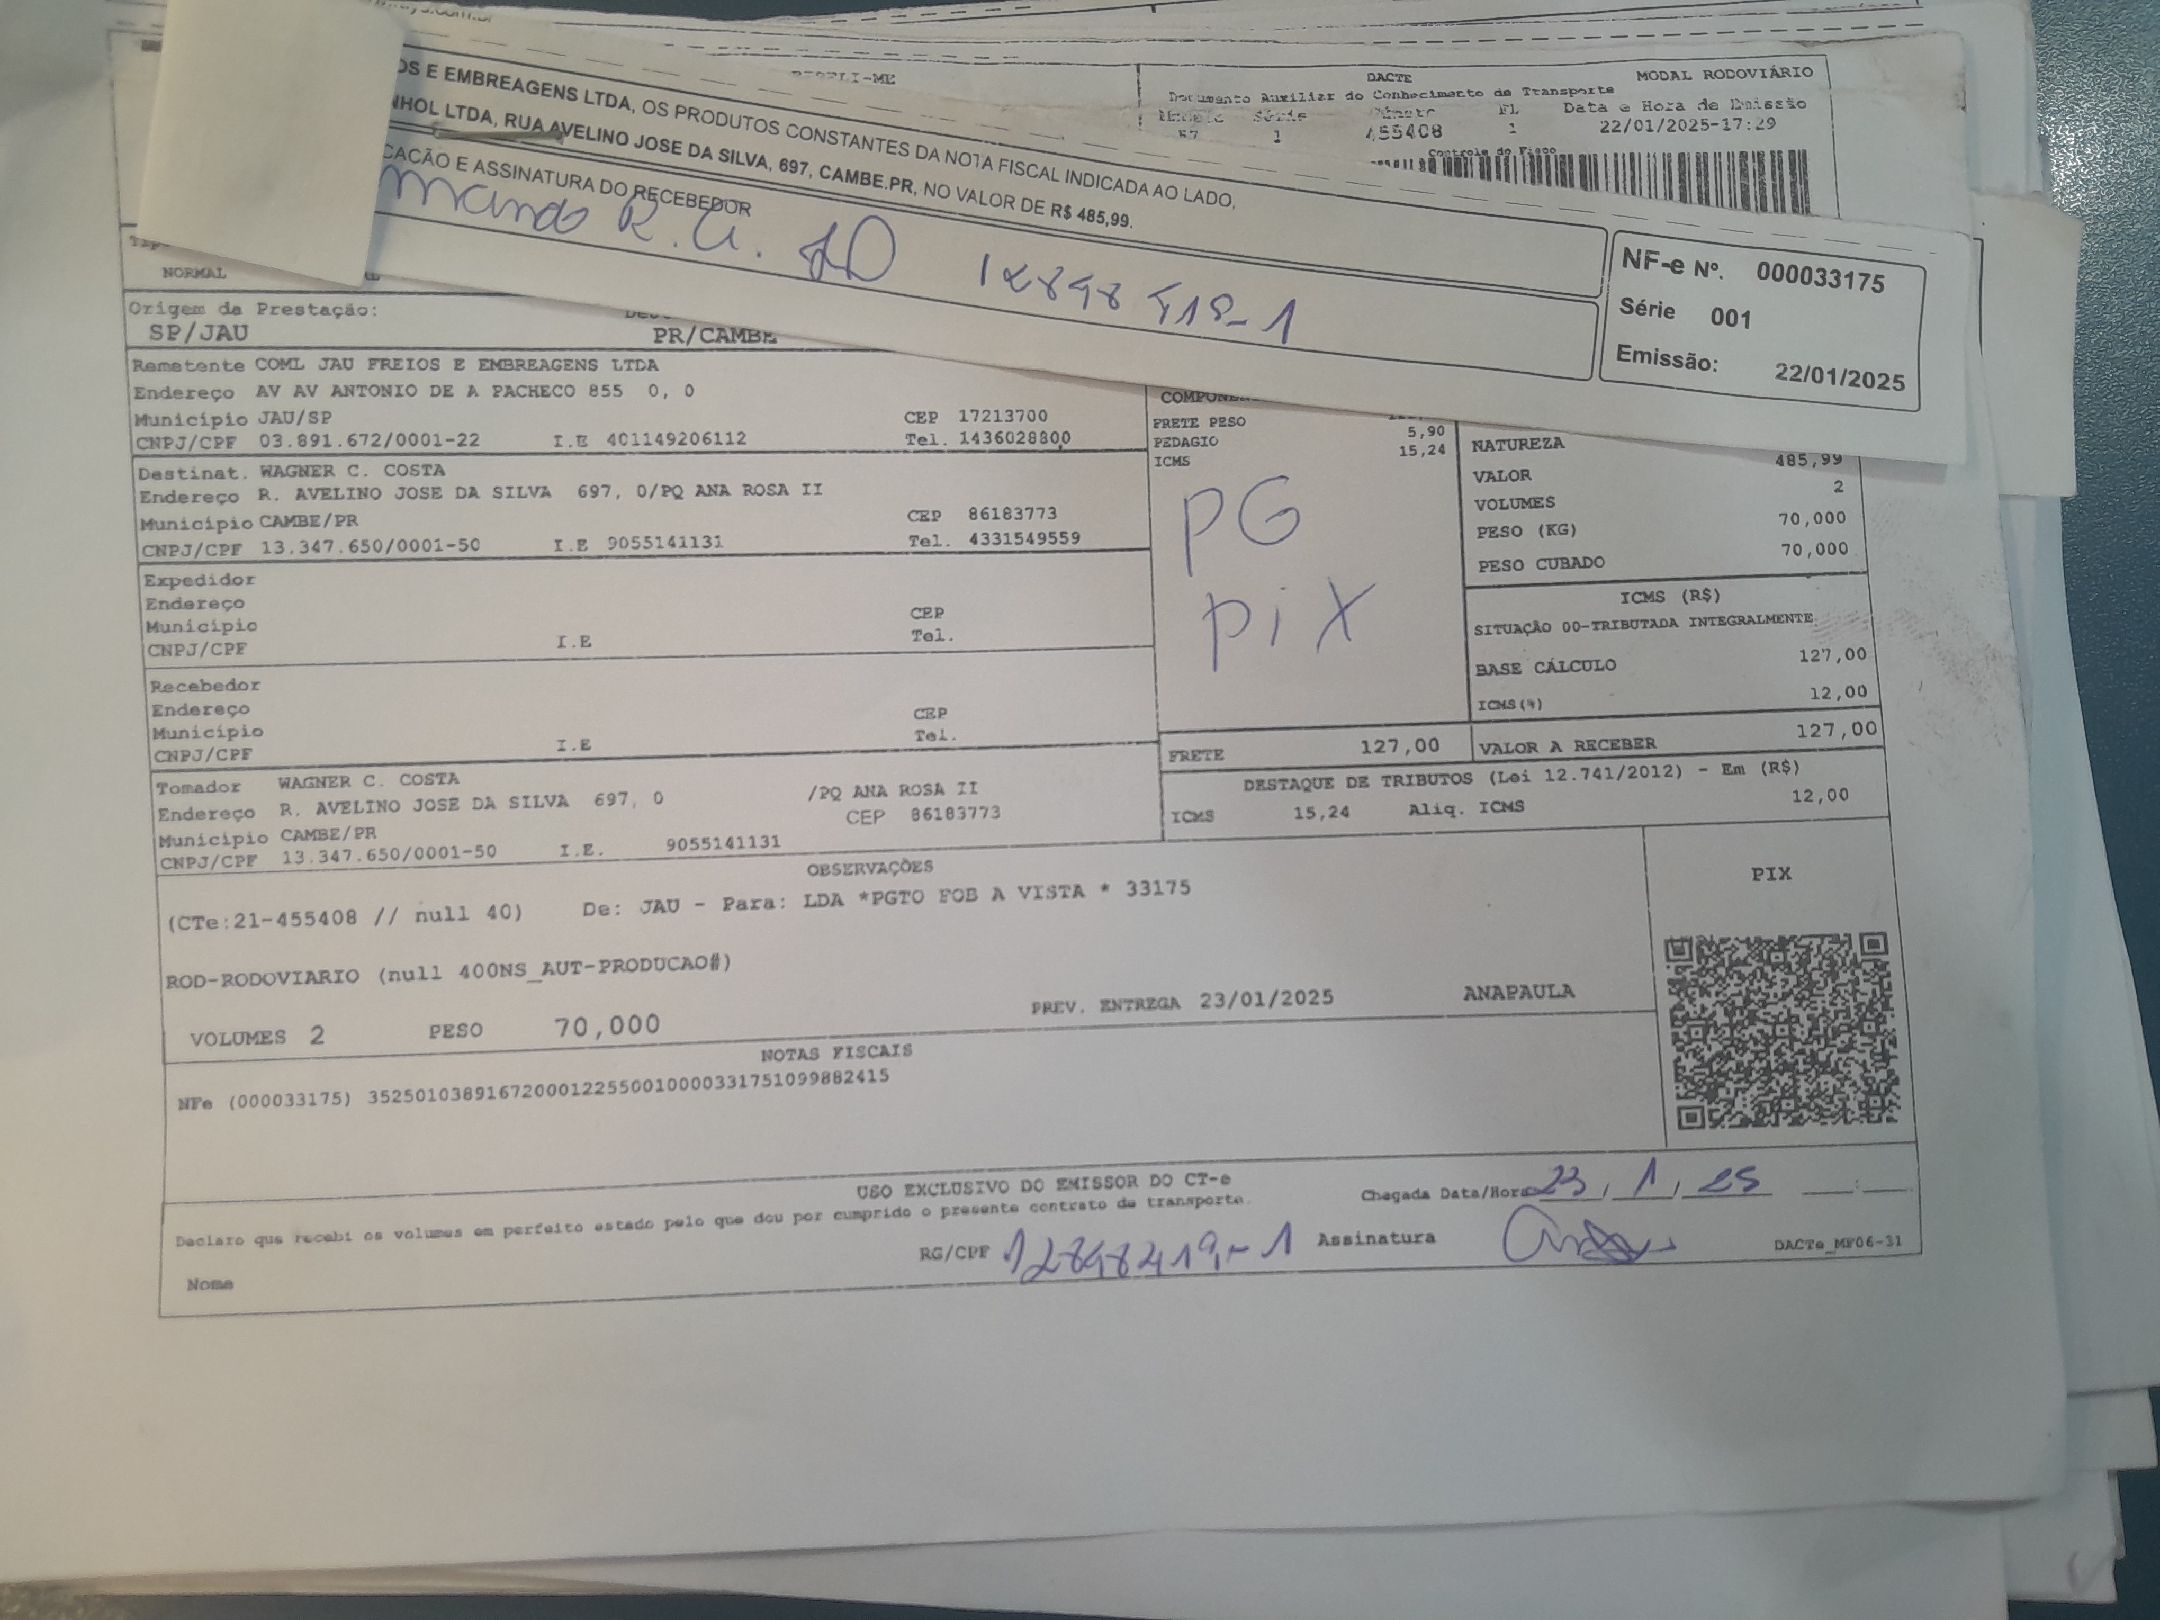 OS E EMBREAGENS LTDA, OS PRODUTOS CONSTANTES DA NOTA FISCAL INDICADA AO LADO,
NHOL LTDA, RUA AVELINO JOSE DA SILVA, 697, CAMBE.PR, NO VALOR DE R$ 485,99.
CAÇÃO E ASSINATURA DO RECEBEDOR
NF-e Nº. 000033175
Série 001
Emissão: 22/01/2025
DACTE MODAL RODOVIÁRIO
Documento Auxiliar do Conhecimento de Transporte
Série FL Data e Hora de Emissão
57 1 455408 1 22/01/2025-17:29
Controle do Fisco
NORMAL
Origem da Prestação:
SP/JAU PR/CAMBE
Remetente COML JAU FREIOS E EMBREAGENS LTDA
Endereço AV AV ANTONIO DE A PACHECO 855 0, 0
Município JAU/SP CEP 17213700
CNPJ/CPF 03.891.672/0001-22 I.E 401149206112 Tel. 1436028800
Destinat. WAGNER C. COSTA
Endereço R. AVELINO JOSE DA SILVA 697, 0/PQ ANA ROSA II
Município CAMBE/PR CEP 86183773
CNPJ/CPF 13.347.650/0001-50 I.E 9055141131 Tel. 4331549559
Expedidor
Endereço
Município CEP
CNPJ/CPF I.E Tel.
Recebedor
Endereço
Município CEP
CNPJ/CPF I.E Tel.
Tomador WAGNER C. COSTA
Endereço R. AVELINO JOSE DA SILVA 697, 0 /PQ ANA ROSA II
Município CAMBE/PR CEP 86183773
CNPJ/CPF 13.347.650/0001-50 I.E. 9055141131
FRETE PESO
PEDAGIO 5,90
ICMS 15,24
PG
PIX
NATUREZA
VALOR 485,99
VOLUMES 2
PESO (KG) 70,000
PESO CUBADO 70,000
ICMS (R$)
SITUAÇÃO 00-TRIBUTADA INTEGRALMENTE
BASE CÁLCULO 127,00
ICMS(%) 12,00
FRETE 127,00 VALOR A RECEBER 127,00
DESTAQUE DE TRIBUTOS (Lei 12.741/2012) - Em (R$)
ICMS 15,24 Aliq. ICMS 12,00
OBSERVAÇÕES
(CTe:21-455408 // null 40) De: JAU - Para: LDA *PGTO FOB A VISTA * 33175
ROD-RODOVIARIO (null 400NS_AUT-PRODUCAO#)
VOLUMES 2 PESO 70,000 PREV. ENTREGA 23/01/2025 ANAPAULA
PIX
NOTAS FISCAIS
NFe (000033175) 35250103891672000122550010000331751099882415
USO EXCLUSIVO DO EMISSOR DO CT-e
Declaro que recebi os volumes em perfeito estado pelo que dou por cumprido o presente contrato de transporte.
Chegada Data/Hora 23/1/25
Nome RG/CPF 12898419-1 Assinatura
DACTe_MF06-31